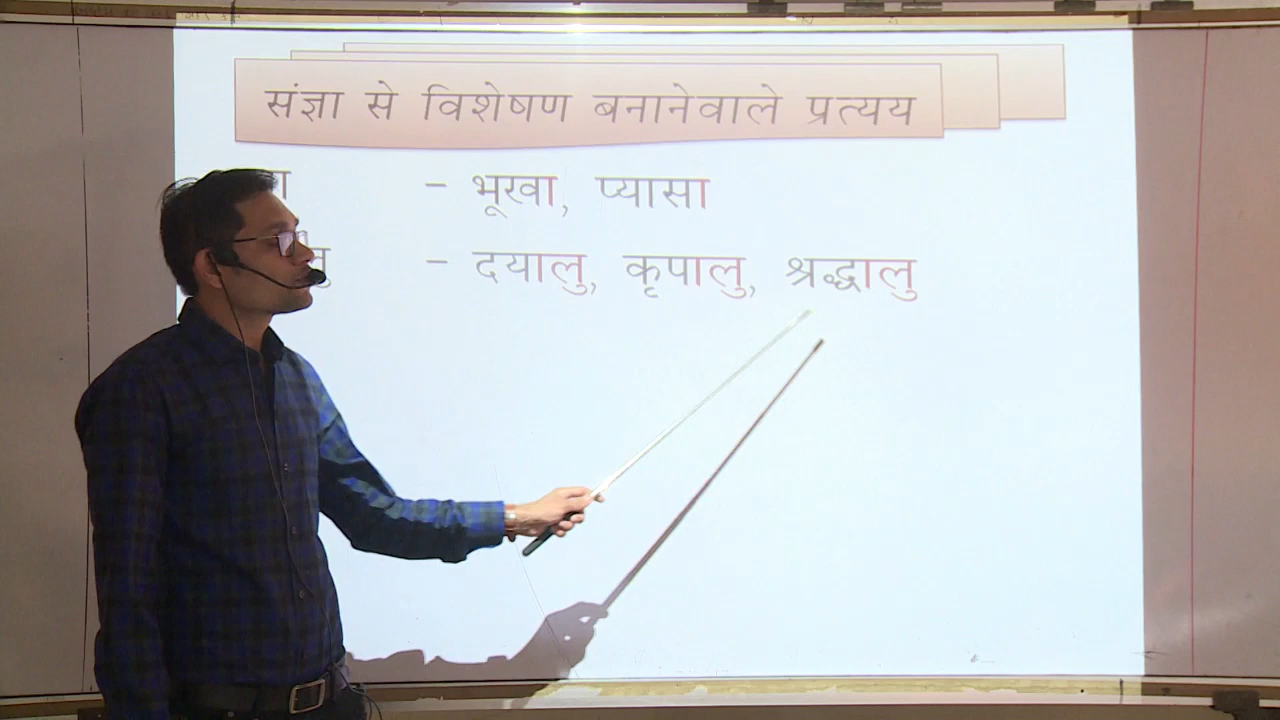 संज्ञा से विशेषण बनानेवाले प्रत्यय
– भूखा, प्यासा
– दयालु, कृपालु, श्रद्धालु